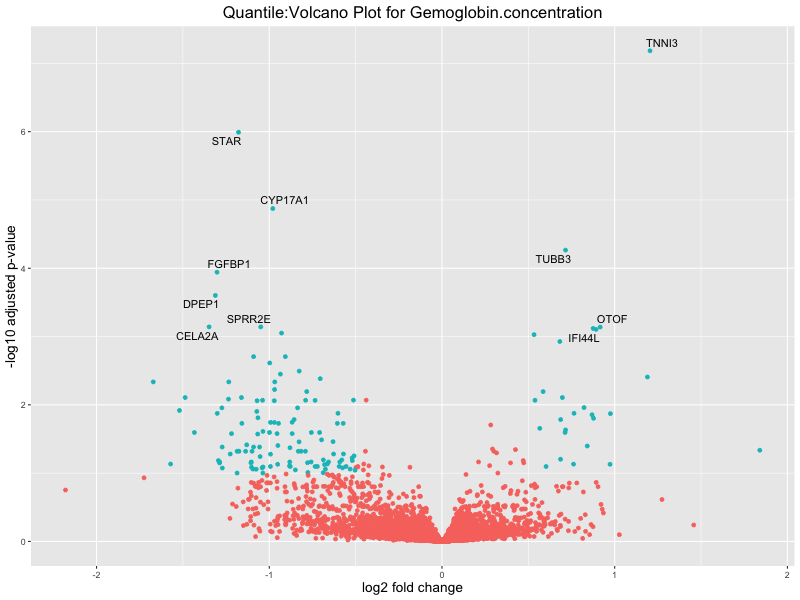 Quantile:Volcano Plot for Gemoglobin.concentration
TNNI3
STAR
CYP17A1
TUBB3
FGFBP1
DPEP1
SPRR2E
OTOF
CELA2A
IFI44L
6
4
2
0
-log10 adjusted p-value
-2
-1
0
1
2
log2 fold change